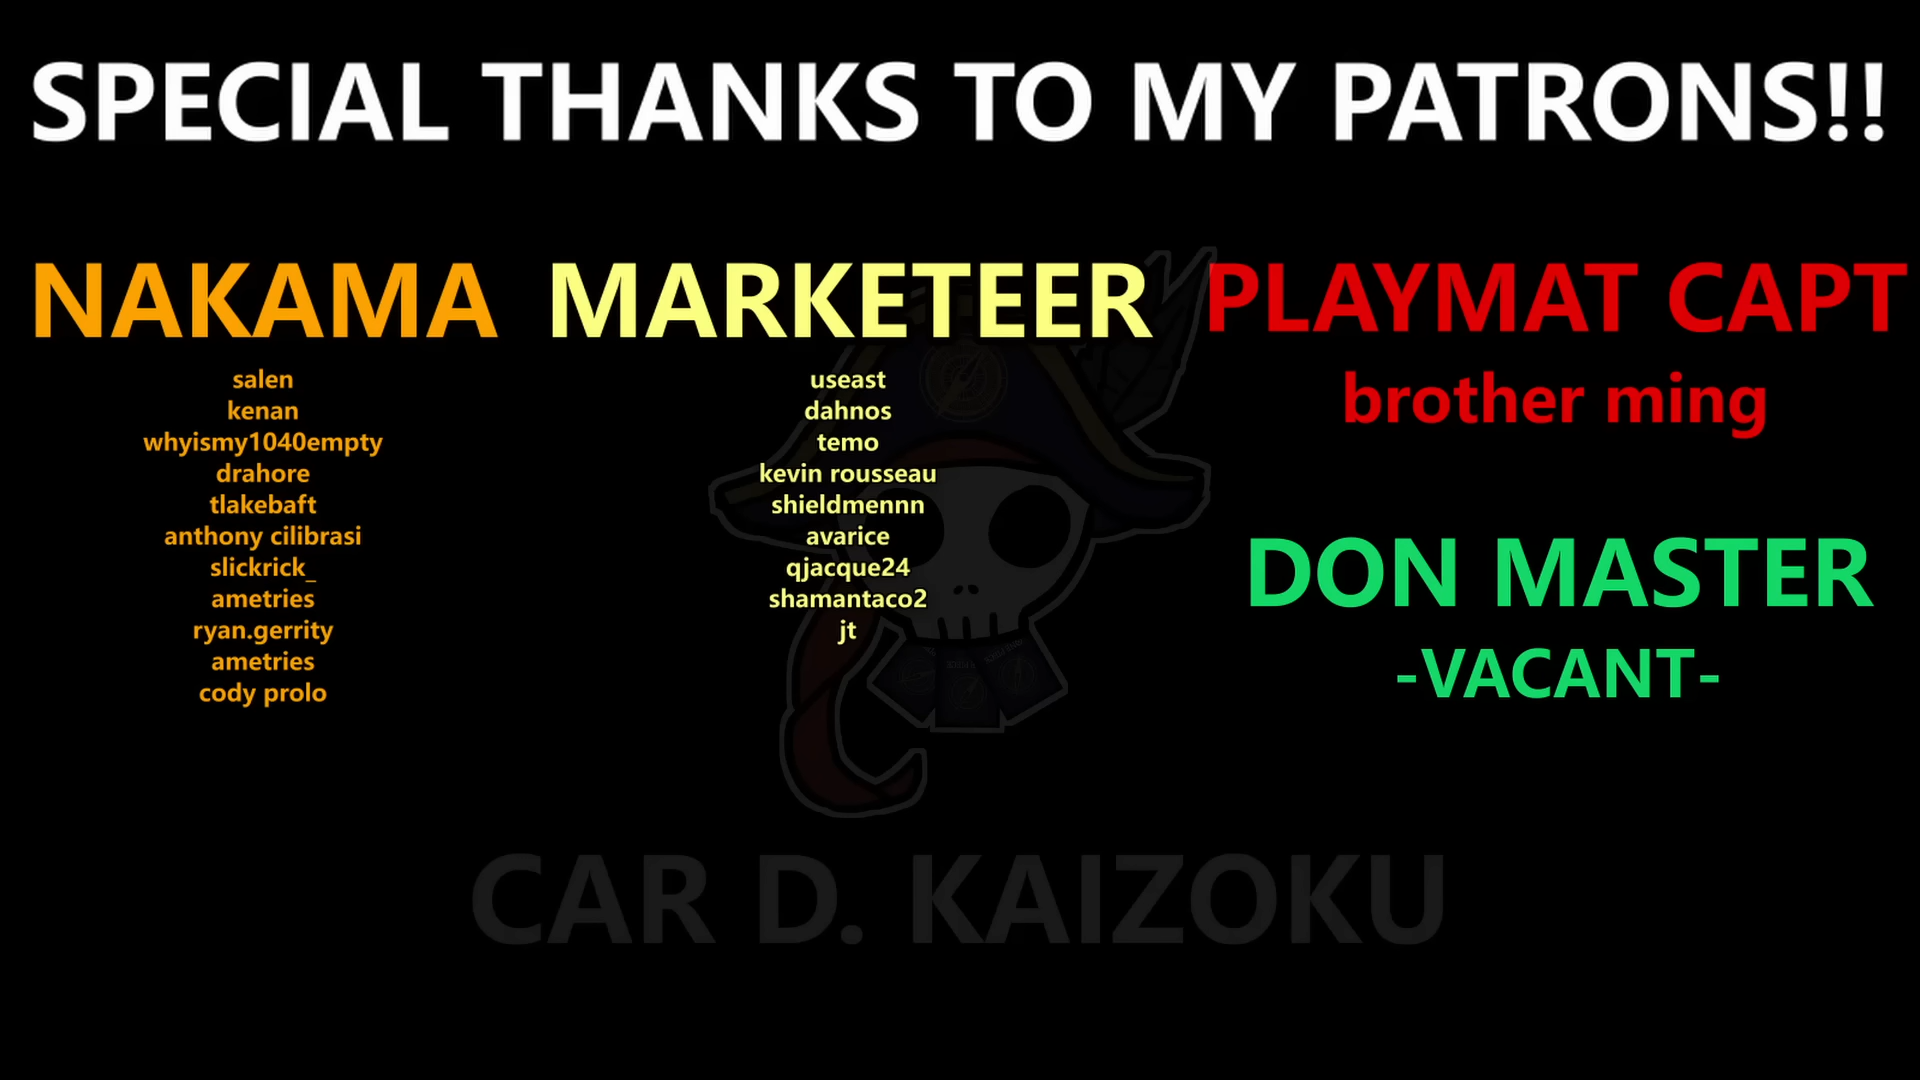 SPECIAL THANKS TO MY PATRONS!!
NAKAMA
salen
kenan
whyismy1040empty
drahore
tlakebaft
anthony cilibrasi
slickrick_
ametries
ryan.gerrity
ametries
cody prolo
MARKETEER
useast
dahnos
temo
kevin rousseau
shieldmennn
avarice
qjacque24
shamantaco2
jt
PLAYMAT CAPT
brother ming
DON MASTER
-VACANT-
CAR D. KAIZOKU